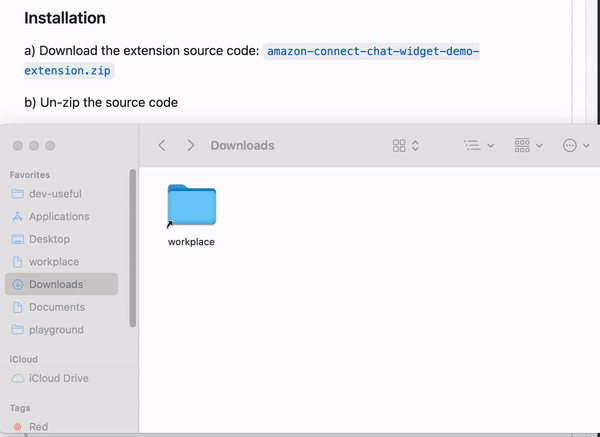 Installation
a) Download the extension source code: amazon-connect-chat-widget-demo-
extension.zip
b) Un-zip the source code
Downloads
Favorites
dev-useful
Applications
Desktop
workplace
Downloads
Documents
playground
iCloud
iCloud Drive
Tags
Red
workplace